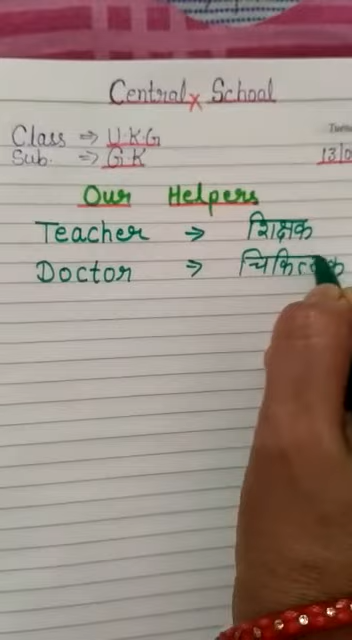 Central x School
Class ⇒ U.K.G
Sub. ⇒ G.K
Our Helpers
Teacher → शिक्षक
Doctor ⇒